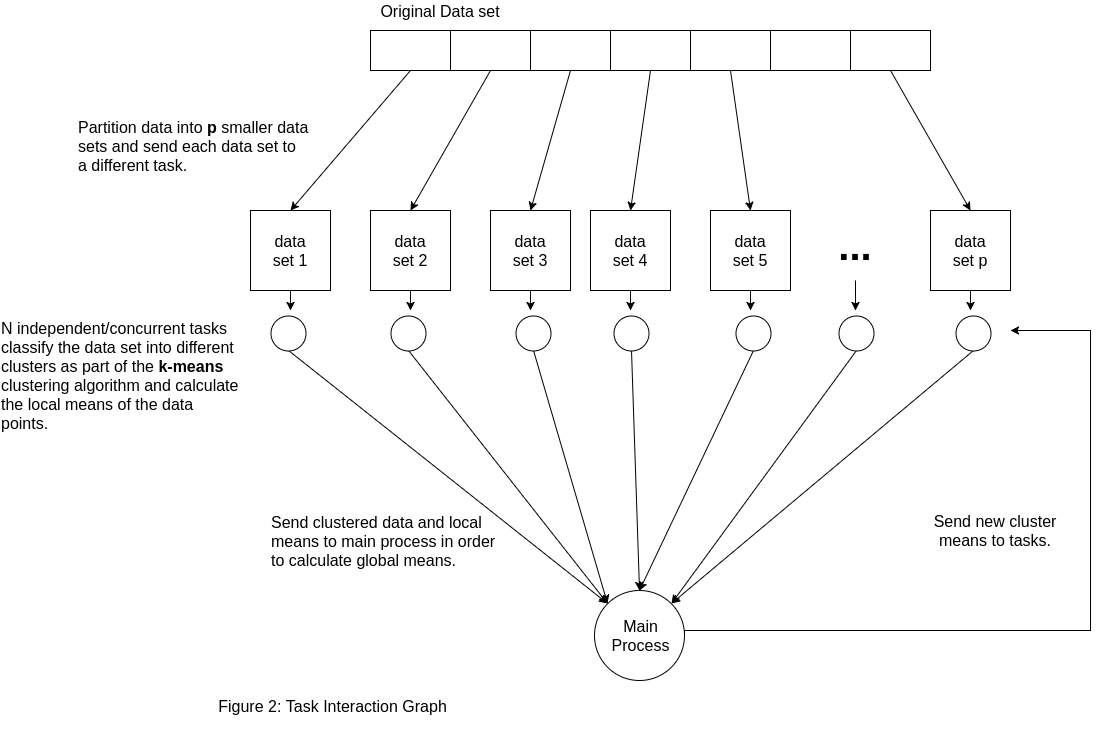 Original Data set
Partition data into p smaller data
sets and send each data set to
a different task.
data
set 1
data
set 2
data
set 3
data
set 4
data
set 5
...
data
set p
N independent/concurrent tasks
classify the data set into different
clusters as part of the k-means
clustering algorithm and calculate
the local means of the data
points.
Send clustered data and local
means to main process in order
to calculate global means.
Send new cluster
means to tasks.
Main
Process
Figure 2: Task Interaction Graph